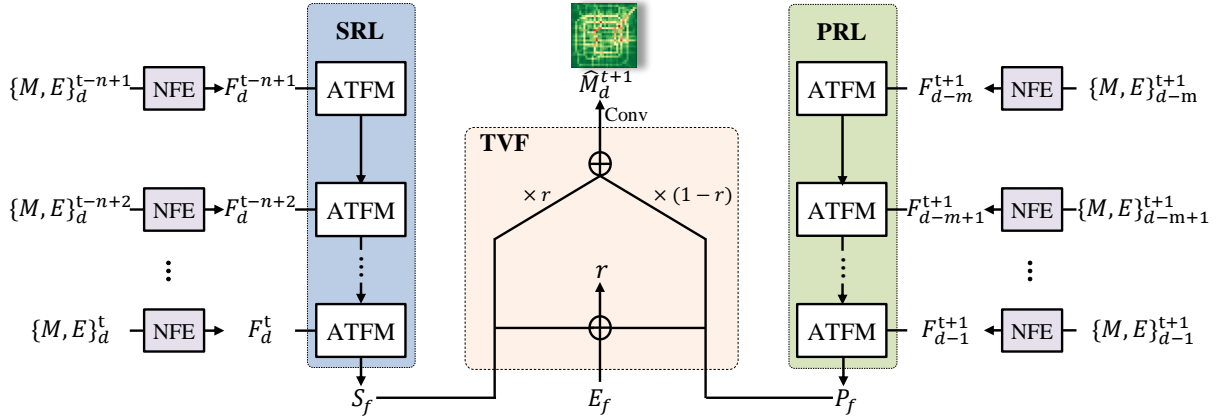 SRL
PRL
{M, E}_d^{t−n+1} NFE F_d^{t−n+1} ATFM
M̂_d^{t+1}
Conv
ATFM F_{d−m}^{t+1} NFE {M, E}_{d−m}^{t+1}
TVF
× r
× (1 − r)
{M, E}_d^{t−n+2} NFE F_d^{t−n+2} ATFM
ATFM F_{d−m+1}^{t+1} NFE {M, E}_{d−m+1}^{t+1}
r
{M, E}_d^t NFE F_d^t ATFM
ATFM F_{d−1}^{t+1} NFE {M, E}_{d−1}^{t+1}
S_f
E_f
P_f